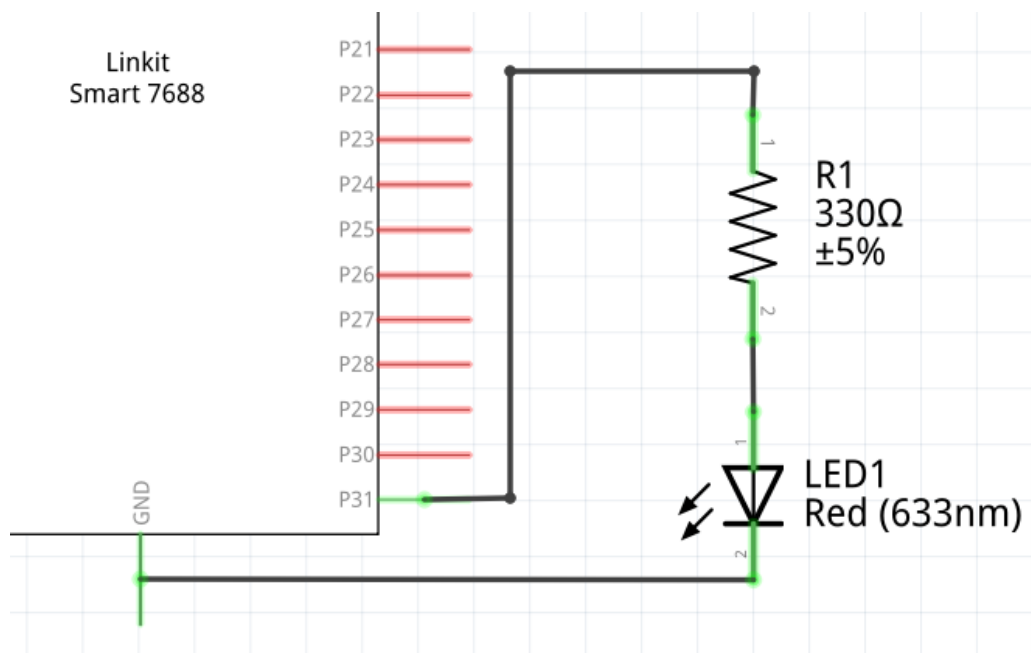 Linkit
Smart 7688
P21
P22
P23
P24
P25
P26
P27
P28
P29
P30
P31
GND
1
R1
330Ω
±5%
2
1
LED1
Red (633nm)
2